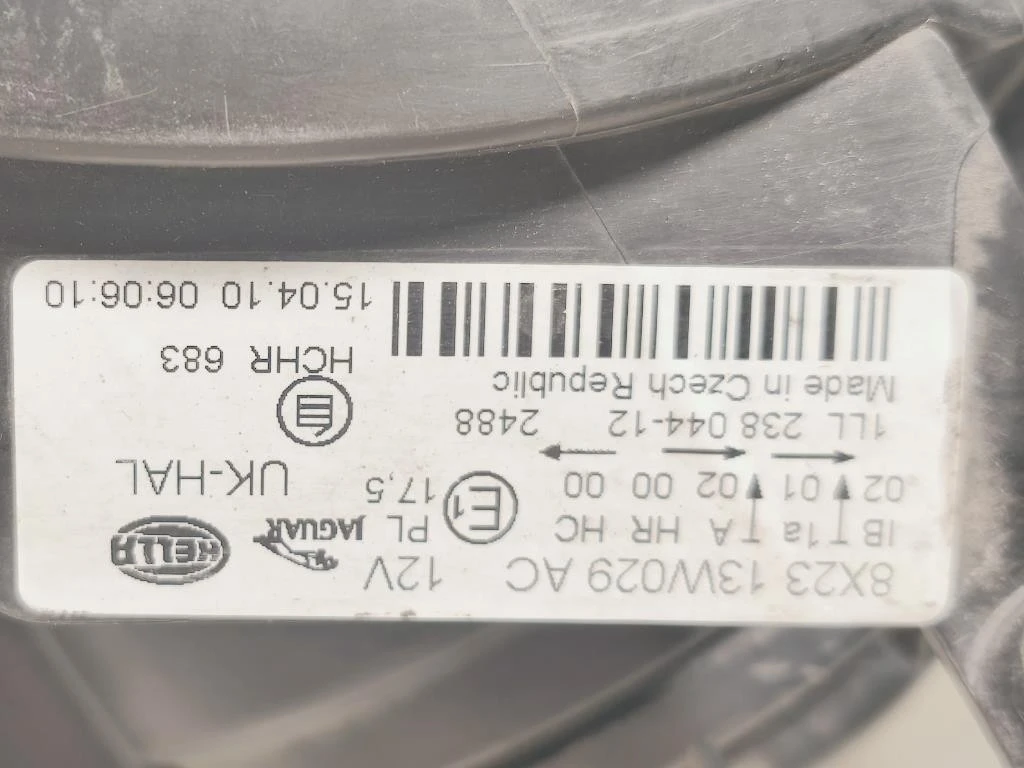 8X23 13W029 AC 12V JAGUAR HELLA
IB 1a A HR HC E1 PL
02 01 02 00 00 17,5 UK-HAL
1LL 238 044-12 2488
Made in Czech Republic
HCHR 683
15.04.10 06:06:10